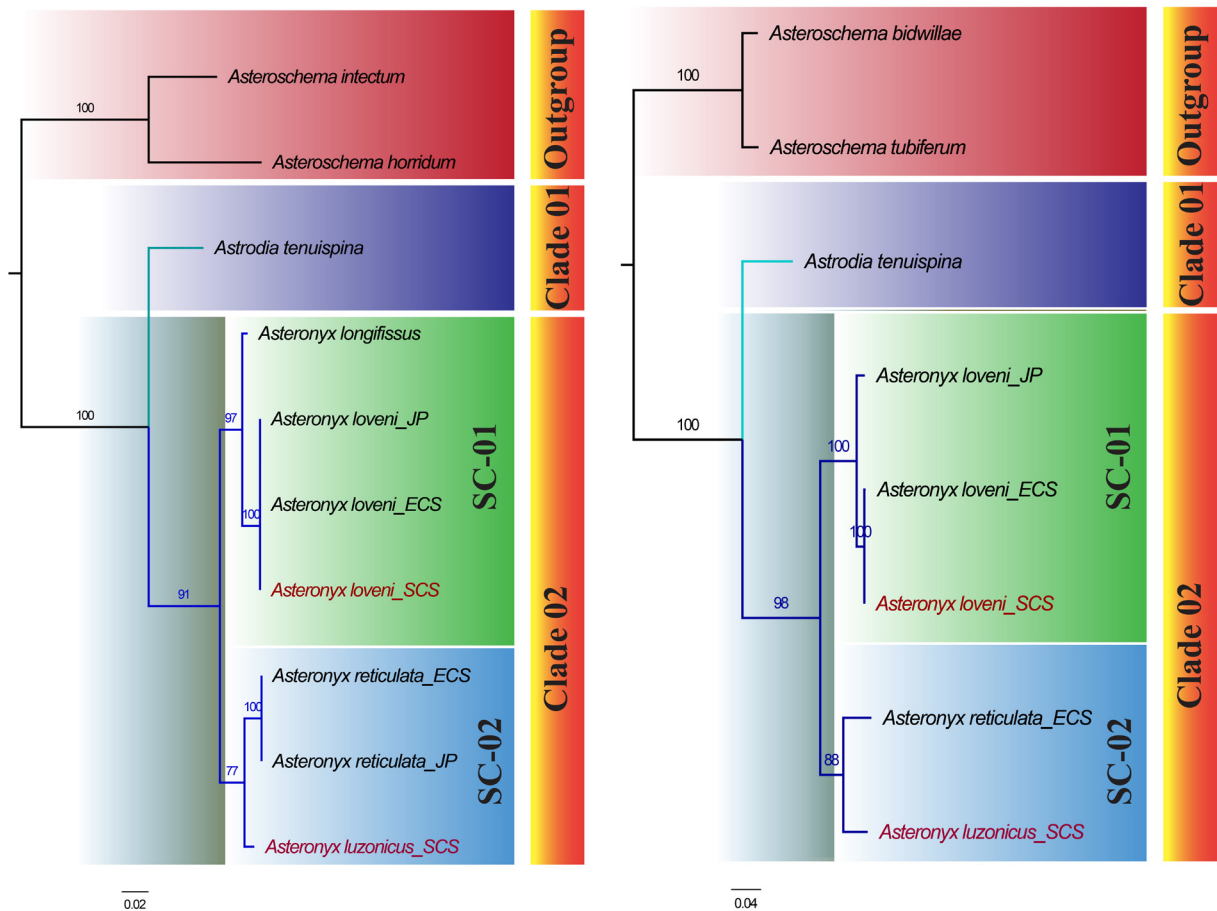 Asteroschema intectum
100
Asteroschema horridum
Outgroup
Astrodia tenuispina
Clade 01
Asteronyx longifissus
97
Asteronyx loveni_JP
100
Asteronyx loveni_ECS
100
Asteronyx loveni_SCS
SC-01
91
Asteronyx reticulata_ECS
100
Asteronyx reticulata_JP
77
Asteronyx luzonicus_SCS
SC-02
Clade 02
0.02
Asteroschema bidwillae
100
Asteroschema tubiferum
Outgroup
Astrodia tenuispina
Clade 01
Asteronyx loveni_JP
100
100
Asteronyx loveni_ECS
100
Asteronyx loveni_SCS
SC-01
98
Asteronyx reticulata_ECS
88
Asteronyx luzonicus_SCS
SC-02
Clade 02
0.04